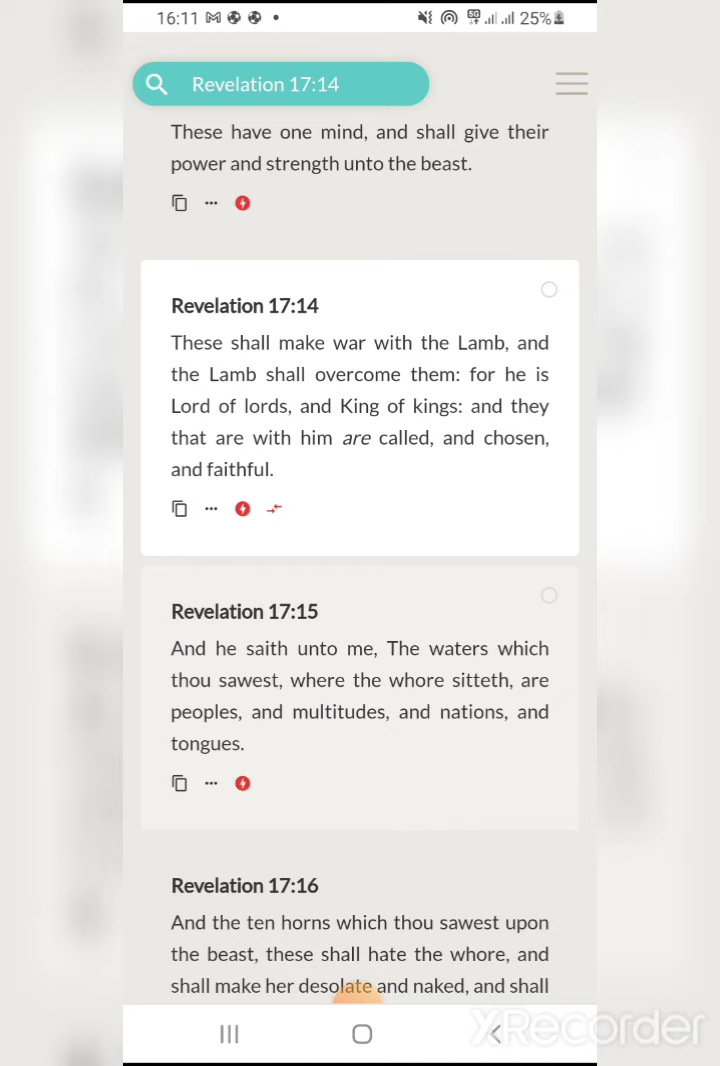 16:11 5G 25%
Revelation 17:14
These have one mind, and shall give their
power and strength unto the beast.
Revelation 17:14
These shall make war with the Lamb, and
the Lamb shall overcome them: for he is
Lord of lords, and King of kings: and they
that are with him are called, and chosen,
and faithful.
Revelation 17:15
And he saith unto me, The waters which
thou sawest, where the whore sitteth, are
peoples, and multitudes, and nations, and
tongues.
Revelation 17:16
And the ten horns which thou sawest upon
the beast, these shall hate the whore, and
shall make her desolate and naked, and shall
XRecorder